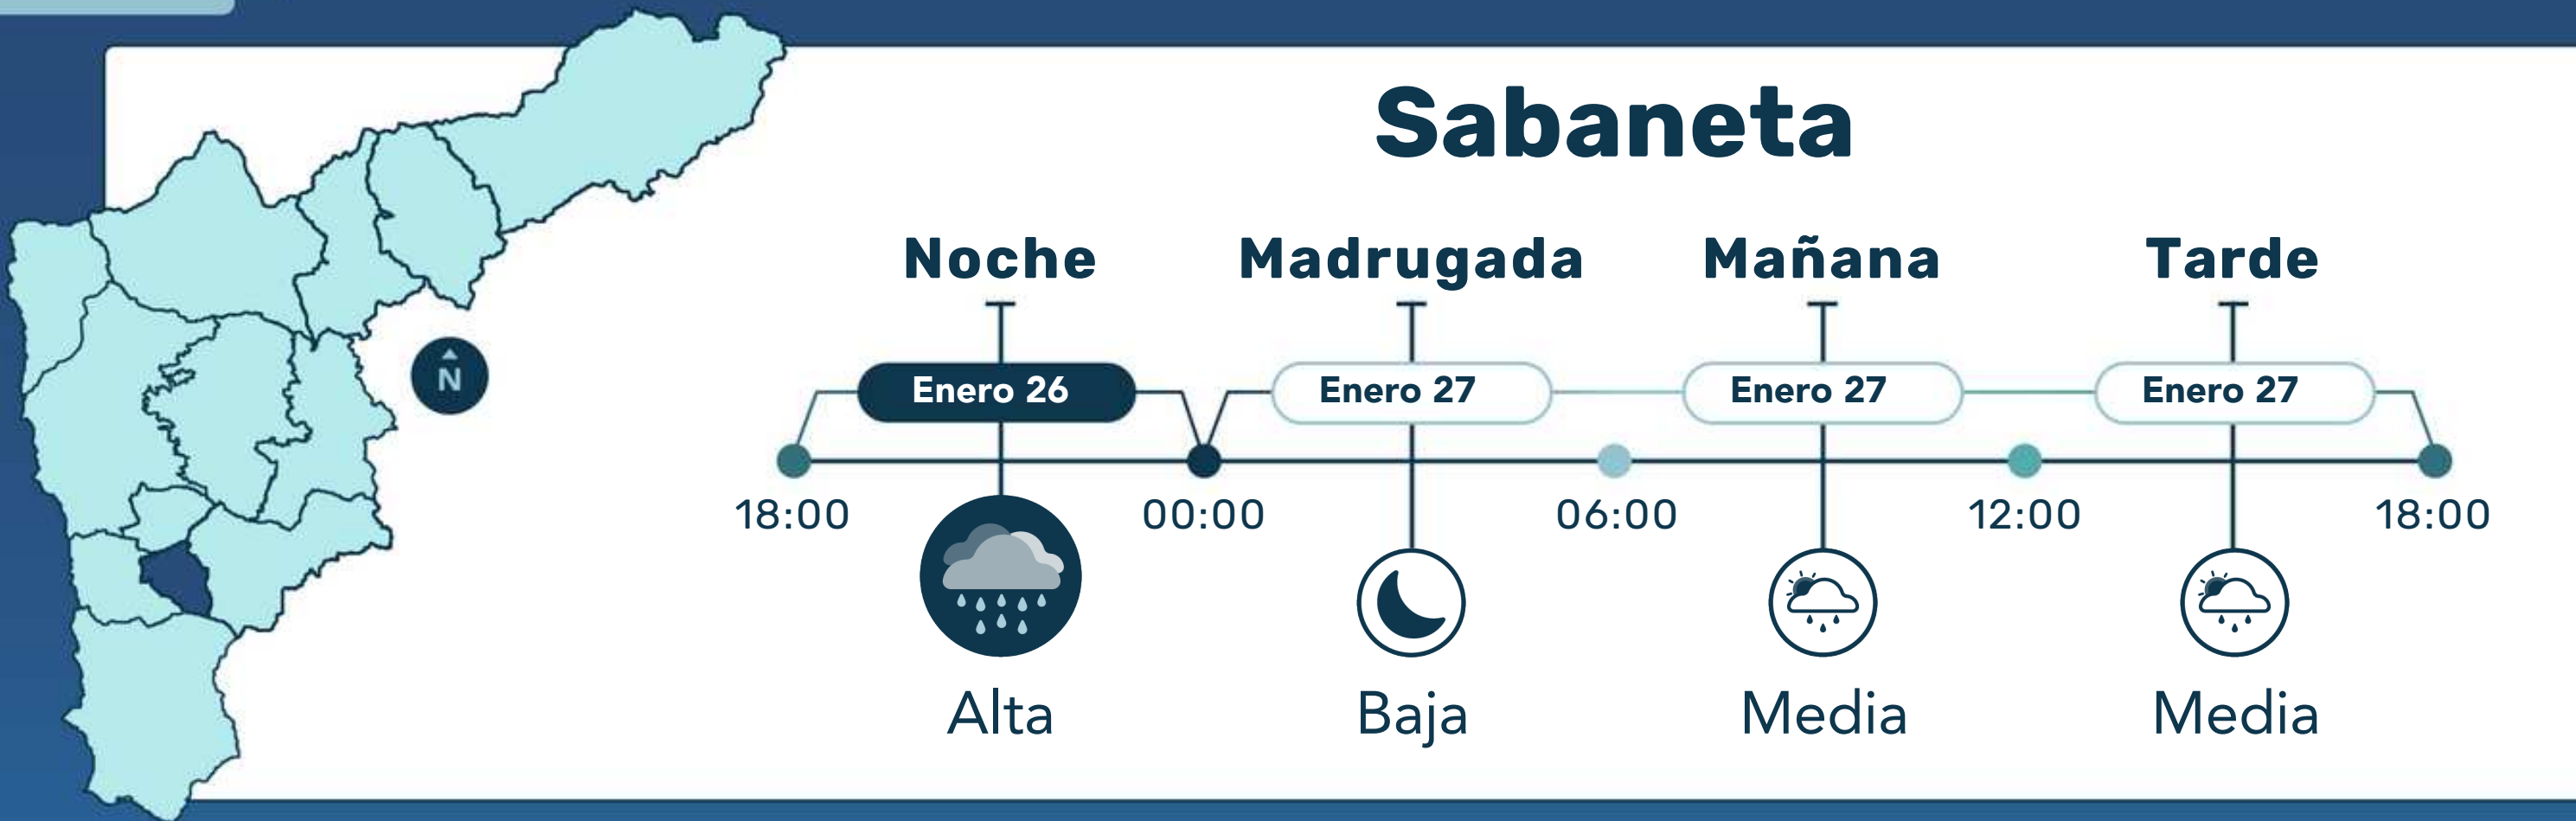 Sabaneta
Noche Madrugada Mañana Tarde
N
Enero 26 Enero 27 Enero 27 Enero 27
18:00 00:00 06:00 12:00 18:00
Alta Baja Media Media